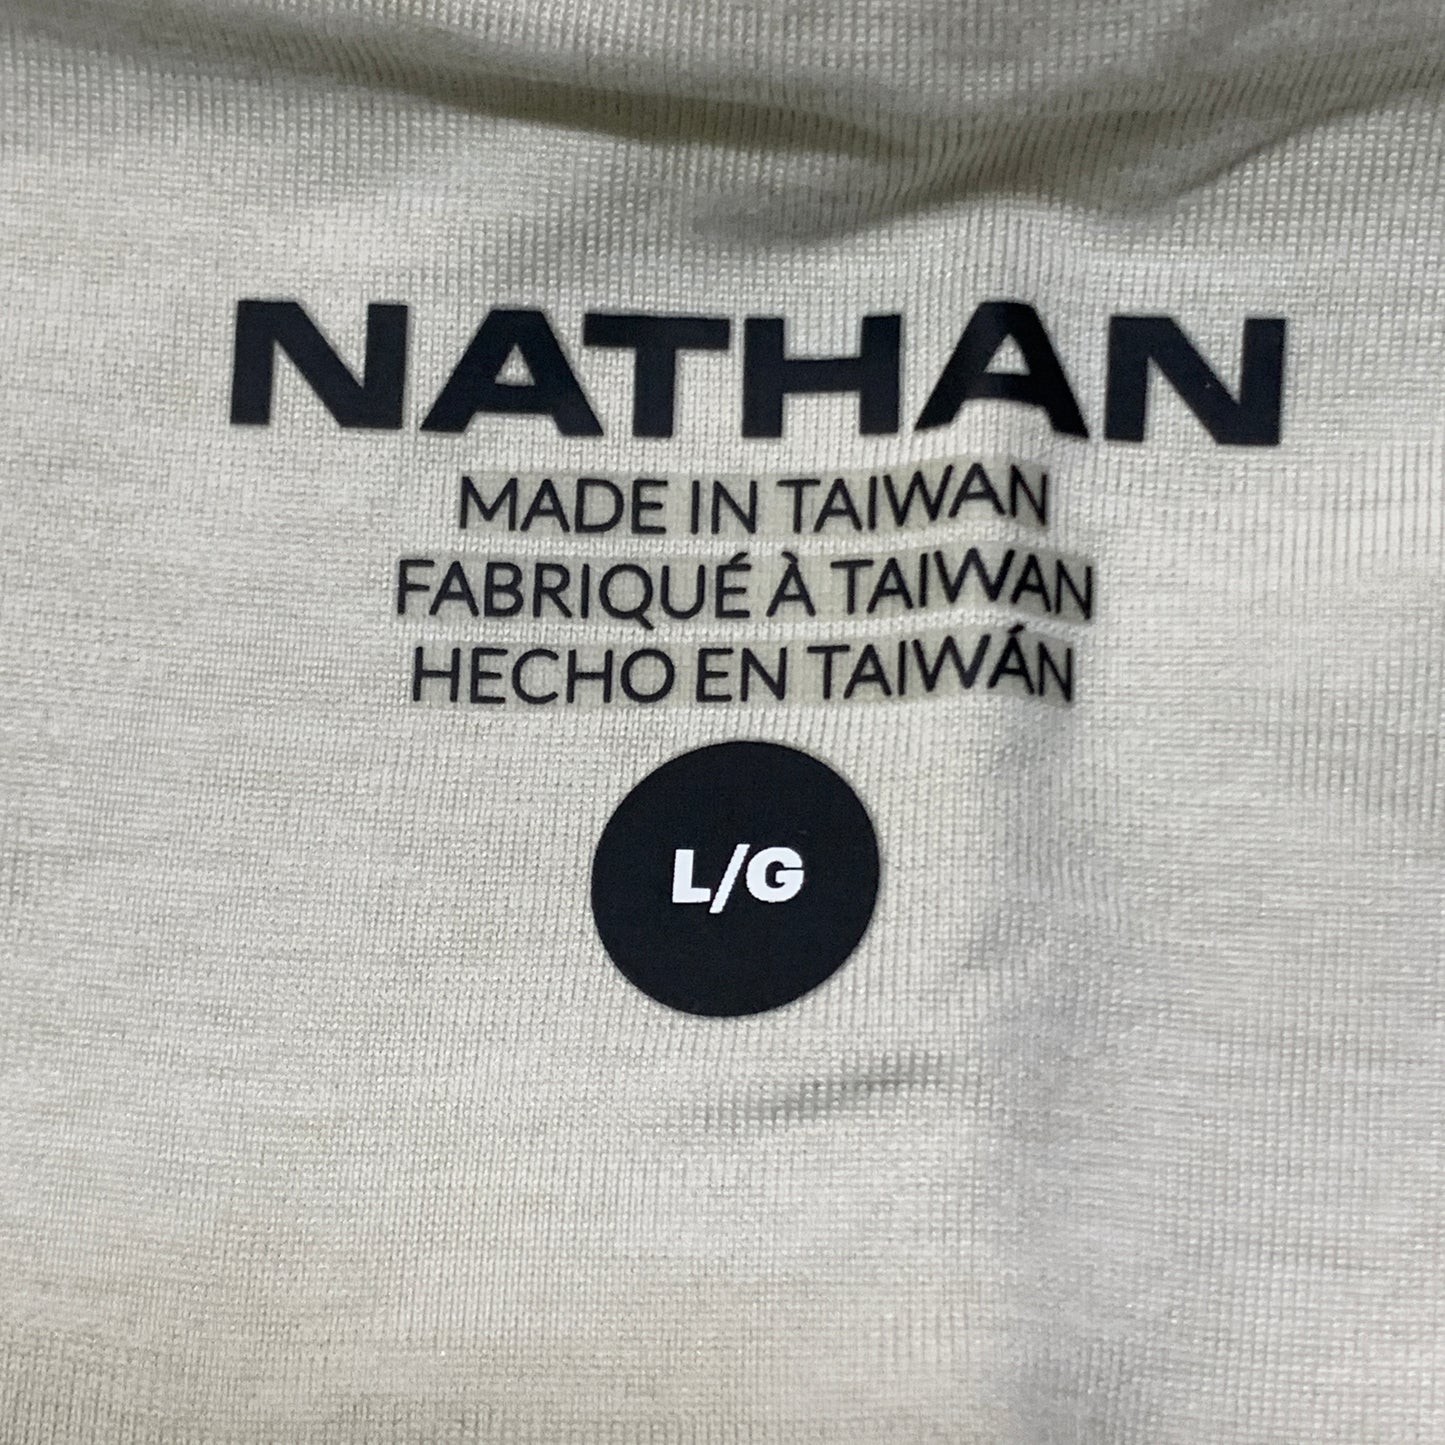 NATHAN
MADE IN TAIWAN
FABRIQUÉ À TAIWAN
HECHO EN TAIWÁN
L/G